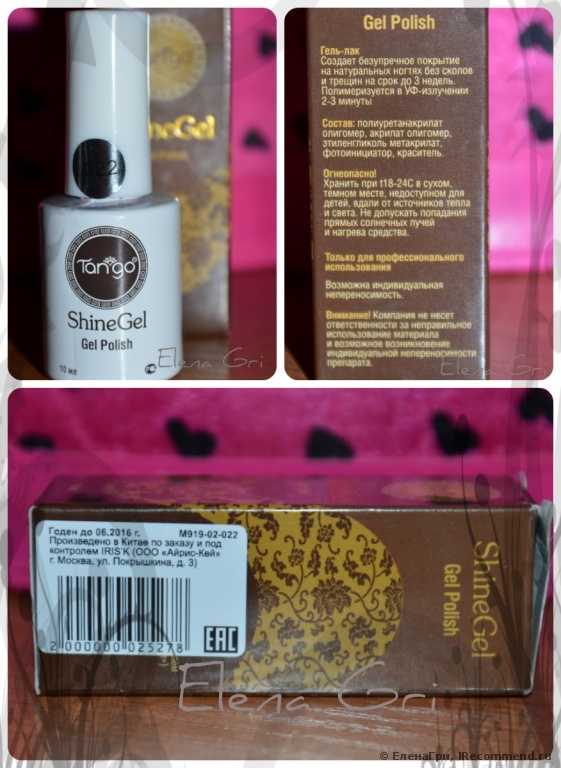 22
Tango
ShineGel
Gel Polish
10 мл
Elena Gri
ShineGel
Gel Polish
Гель-лак
Создает безупречное покрытие
на натуральных ногтях без сколов
и трещин на срок до 3 недель.
Полимеризуется в УФ-излучении
2-3 минуты
Состав: полиуретанакрилат
олигомер, акрилат олигомер,
этиленгликоль метакрилат,
фотоинициатор, краситель.
Огнеопасно!
Хранить при t18-24С в сухом,
темном месте, недоступном для
детей, вдали от источников тепла
и света. Не допускать попадания
прямых солнечных лучей
и нагрева средства.
Только для профессионального
использования
Возможна индивидуальная
непереносимость.
Внимание! Компания не несет
ответственности за неправильное
использование материала
и возможное возникновение
индивидуальной непереносимости
препарата.
Elena Gri
Годен до 06.2016 г. М919-02-022
Произведено в Китае по заказу и под
контролем IRIS'K (ООО «Айрис-Кей»
г. Москва, ул. Покрышкина, д. 3)
2 000000 025278
EAC
ShineGel
Gel Polish
Elena Gri
© ЕленаГри, IRecommend.ru